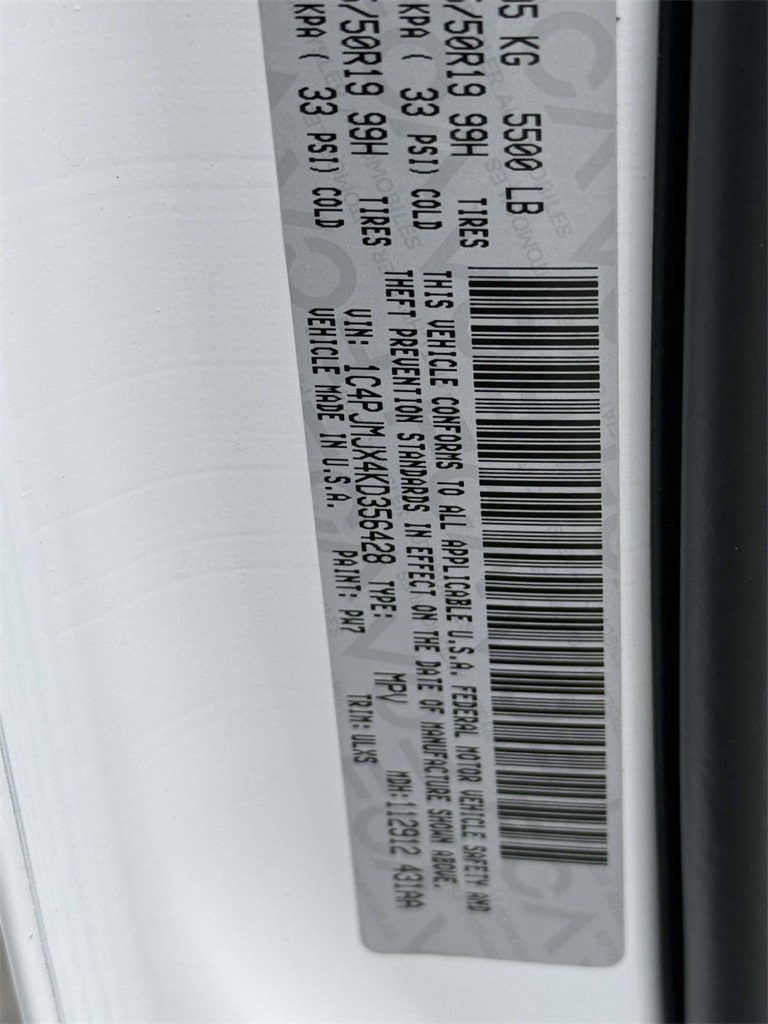 05 KG 5500 LB
/50R19 99H TIRES
KPA ( 33 PSI) COLD
/50R19 99H TIRES
KPA ( 33 PSI) COLD
THIS VEHICLE CONFORMS TO ALL APPLICABLE U.S.A. FEDERAL MOTOR VEHICLE SAFETY AND
THEFT PREVENTION STANDARDS IN EFFECT ON THE DATE OF MANUFACTURE SHOWN ABOVE.
VIN: 1C4PJMJX4KD356428 TYPE: MPV MDH:112912 431AA
VEHICLE MADE IN U.S.A. PAINT: PW7 TRIM:ULXS